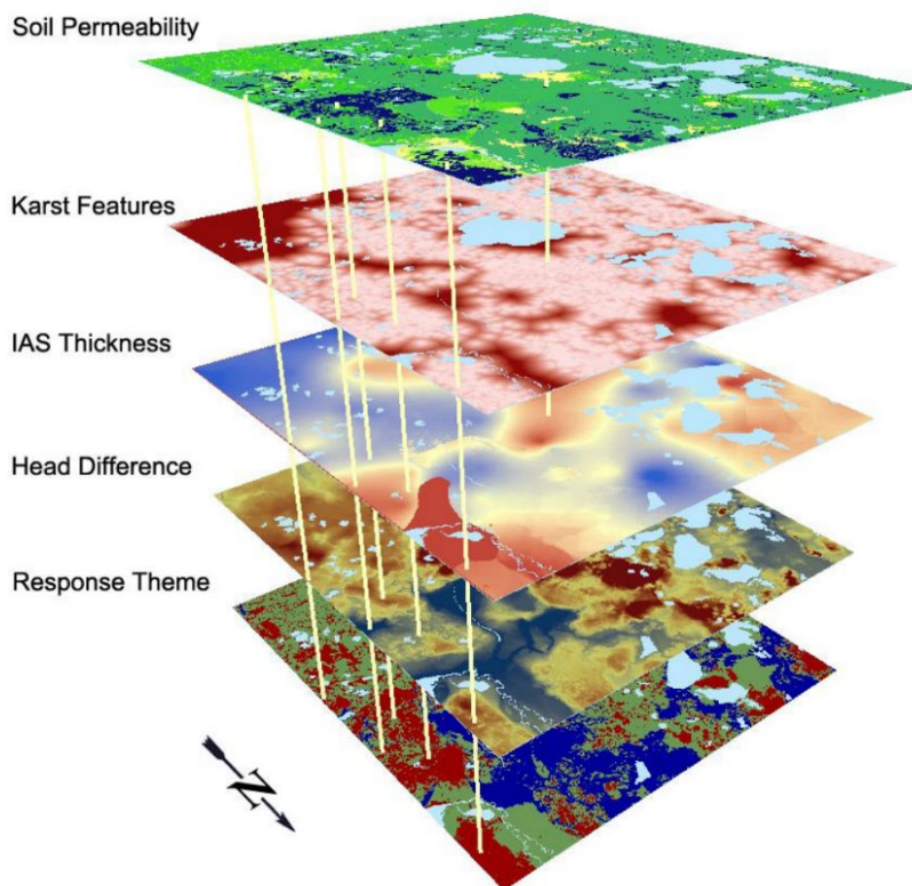 Soil Permeability
Karst Features
IAS Thickness
Head Difference
Response Theme
N